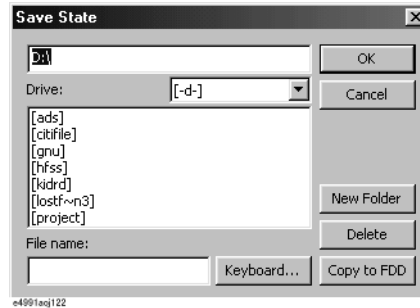 Save State
D:\
OK
Drive:
[-d-]
Cancel
[ads]
[citifile]
[gnu]
[hfss]
[kidrd]
[lostf~n3]
[project]
New Folder
Delete
File name:
Keyboard...
Copy to FDD
e4991aoj122